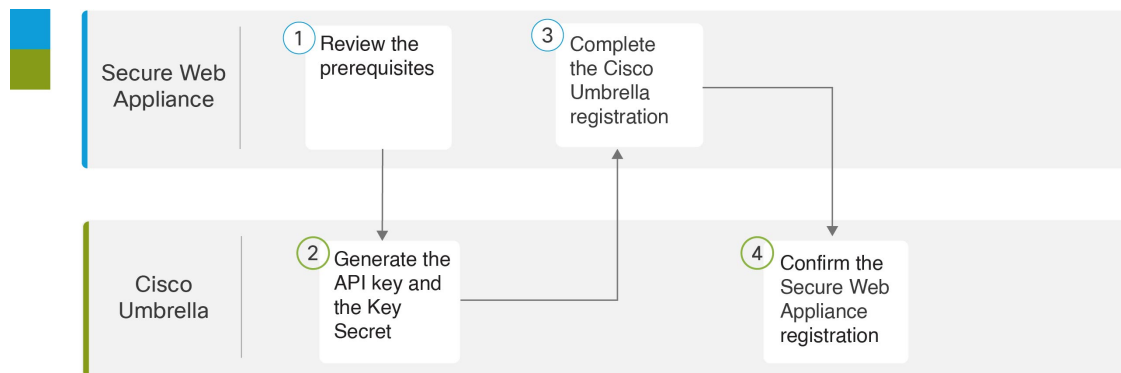 Secure Web
Appliance
1
Review the
prerequisites
3
Complete
the Cisco
Umbrella
registration
Cisco
Umbrella
2
Generate the
API key and
the Key
Secret
4
Confirm the
Secure Web
Appliance
registration